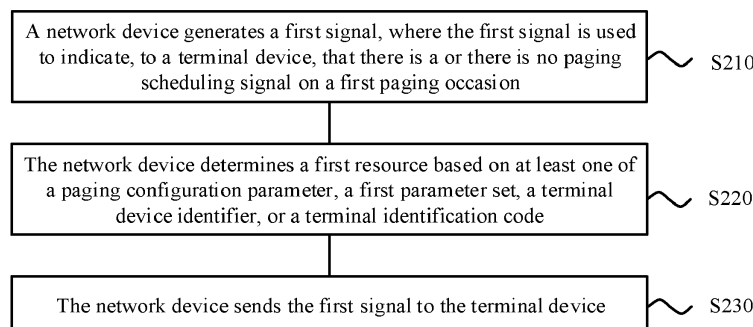 A network device generates a first signal, where the first signal is used
to indicate, to a terminal device, that there is a or there is no paging
scheduling signal on a first paging occasion
S210
The network device determines a first resource based on at least one of
a paging configuration parameter, a first parameter set, a terminal
device identifier, or a terminal identification code
S220
The network device sends the first signal to the terminal device
S230